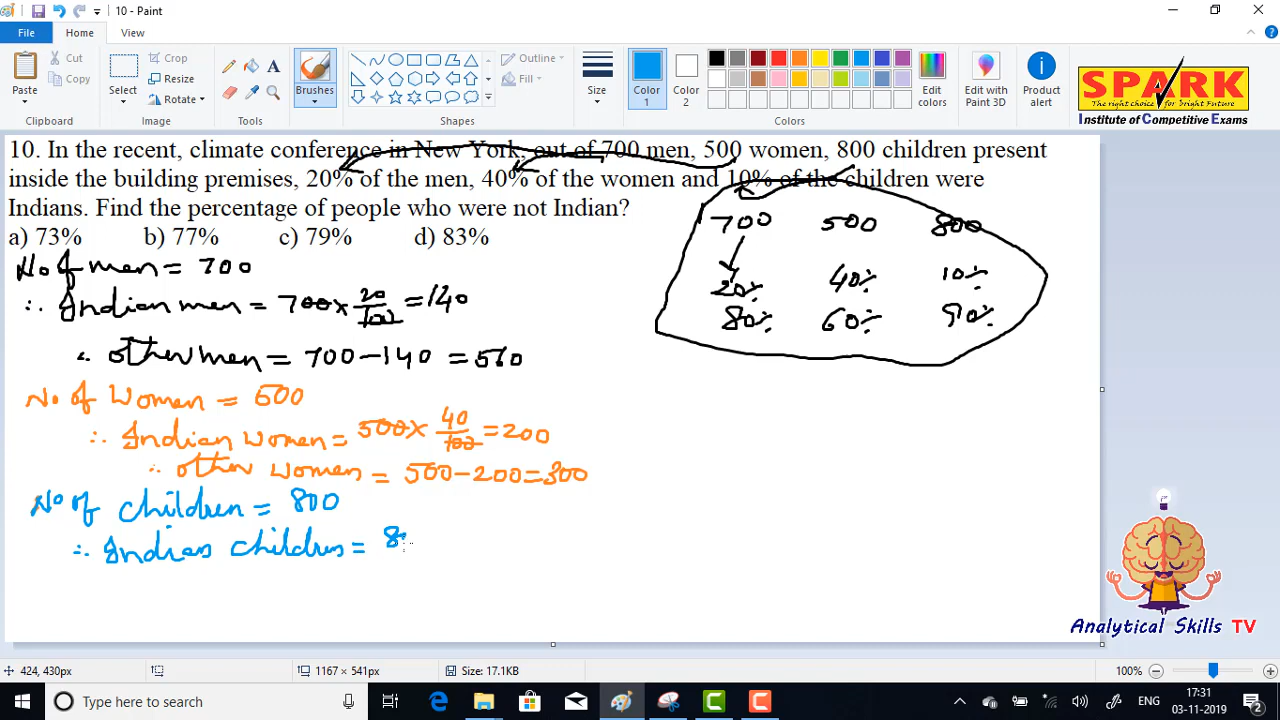 10 - Paint
File
Home
View
Paste
Cut
Copy
Clipboard
Select
Crop
Resize
Rotate
Image
Tools
Brushes
Outline
Fill
Shapes
Size
Color 1
Color 2
Colors
Edit colors
Edit with Paint 3D
Product alert
SPARK
The right choice for Bright Future
Institute of Competitive Exams
10. In the recent, climate conference in New York, out of 700 men, 500 women, 800 children present
inside the building premises, 20% of the men, 40% of the women and 10% of the children were
Indians. Find the percentage of people who were not Indian?
a) 73% b) 77% c) 79% d) 83%
700 500 800
20% 40% 10%
80% 60% 90%
No of men = 700
∴ Indian men = 700 × 20/100 = 140
∴ other men = 700 - 140 = 560
No of Women = 500
∴ Indian women = 500 × 40/100 = 200
∴ other women = 500 - 200 = 300
No of children = 800
∴ Indian children = 8
Analytical Skills TV
424, 430px
1167 × 541px
Size: 17.1KB
100%
Type here to search
ENG
17:31
03-11-2019
2